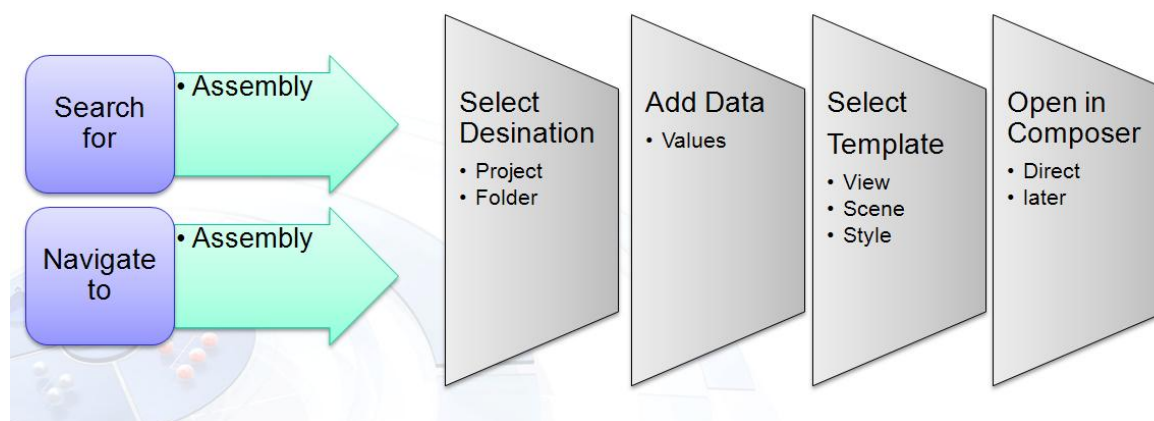 Search
for
• Assembly
Navigate
to
• Assembly
Select
Desination
• Project
• Folder
Add Data
• Values
Select
Template
• View
• Scene
• Style
Open in
Composer
• Direct
• later